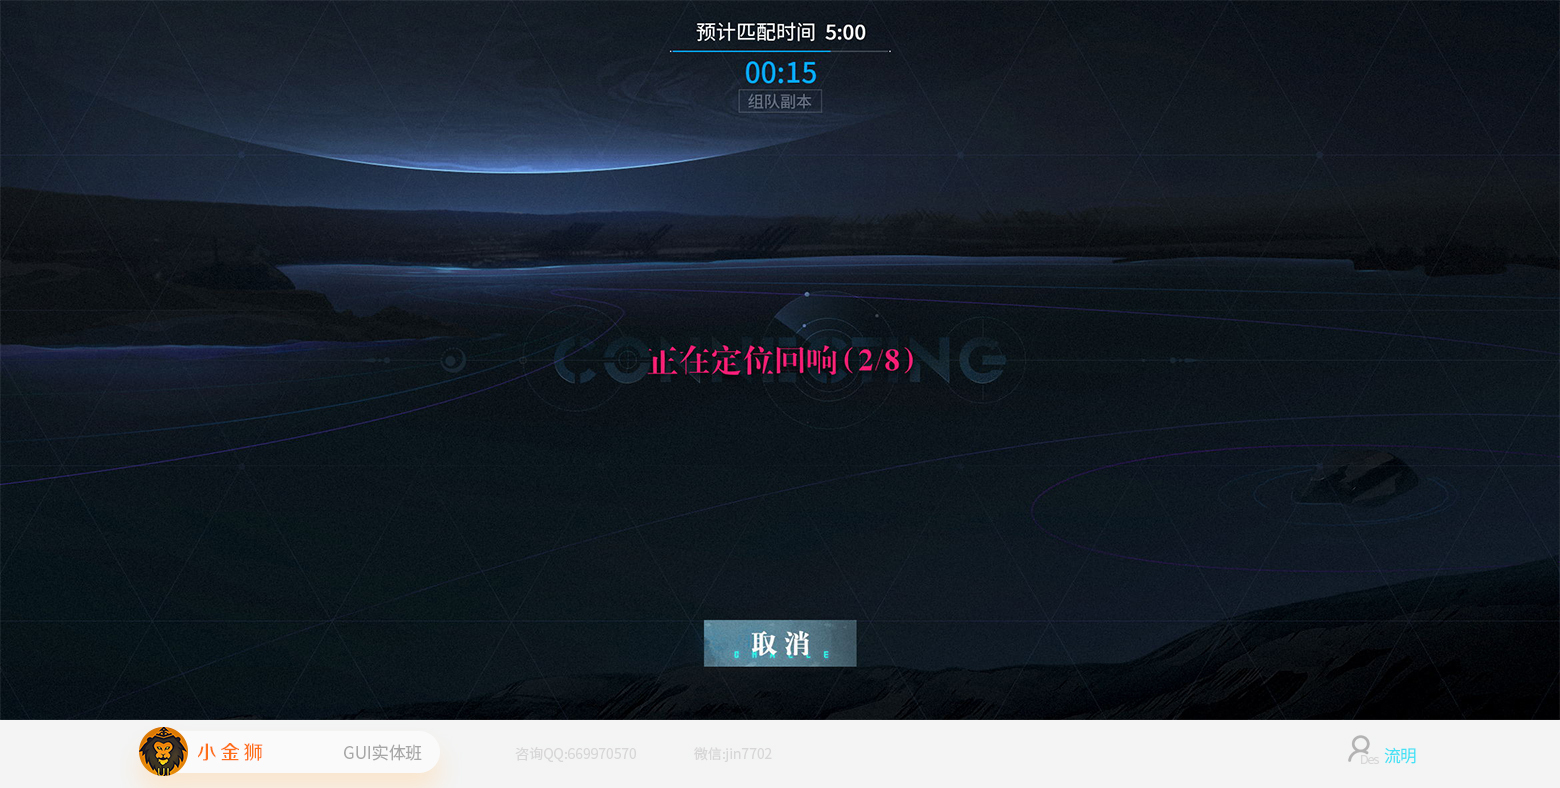 预计匹配时间 5:00
00:15
组队副本
CONNECTING
正在定位回响(2/8)
取消
小金狮
GUI实体班
咨询QQ:669970570
微信:jin7702
Des 流明